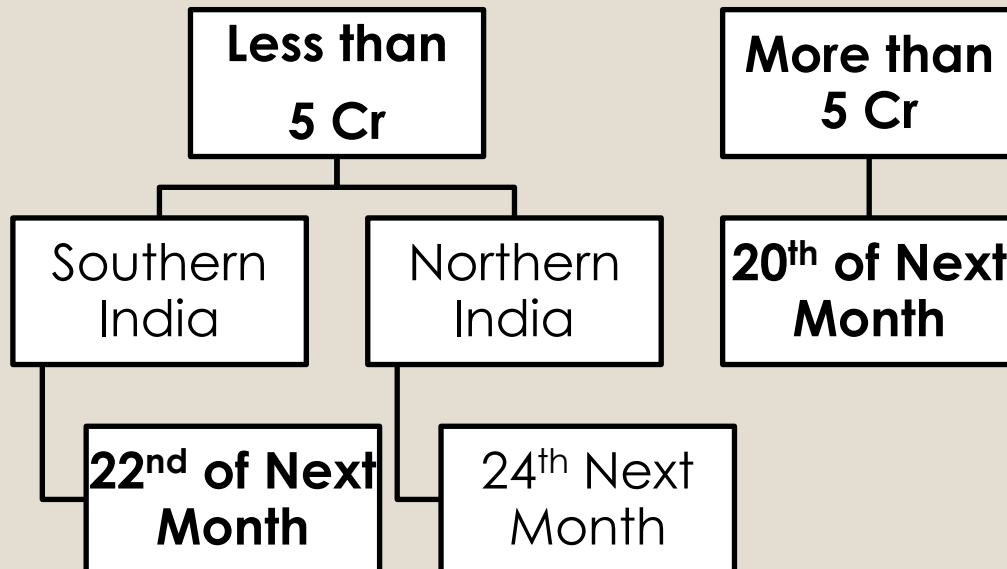 Less than
5 Cr
More than
5 Cr
Southern
India
Northern
India
20th of Next
Month
22nd of Next
Month
24th Next
Month